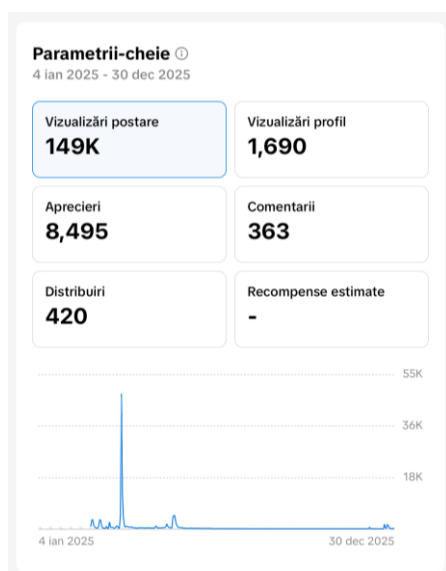 Parametrii-cheie
4 ian 2025 - 30 dec 2025
Vizualizări postare
149K
Vizualizări profil
1,690
Aprecieri
8,495
Comentarii
363
Distribuiri
420
Recompense estimate
-
55K
36K
18K
4 ian 2025
30 dec 2025